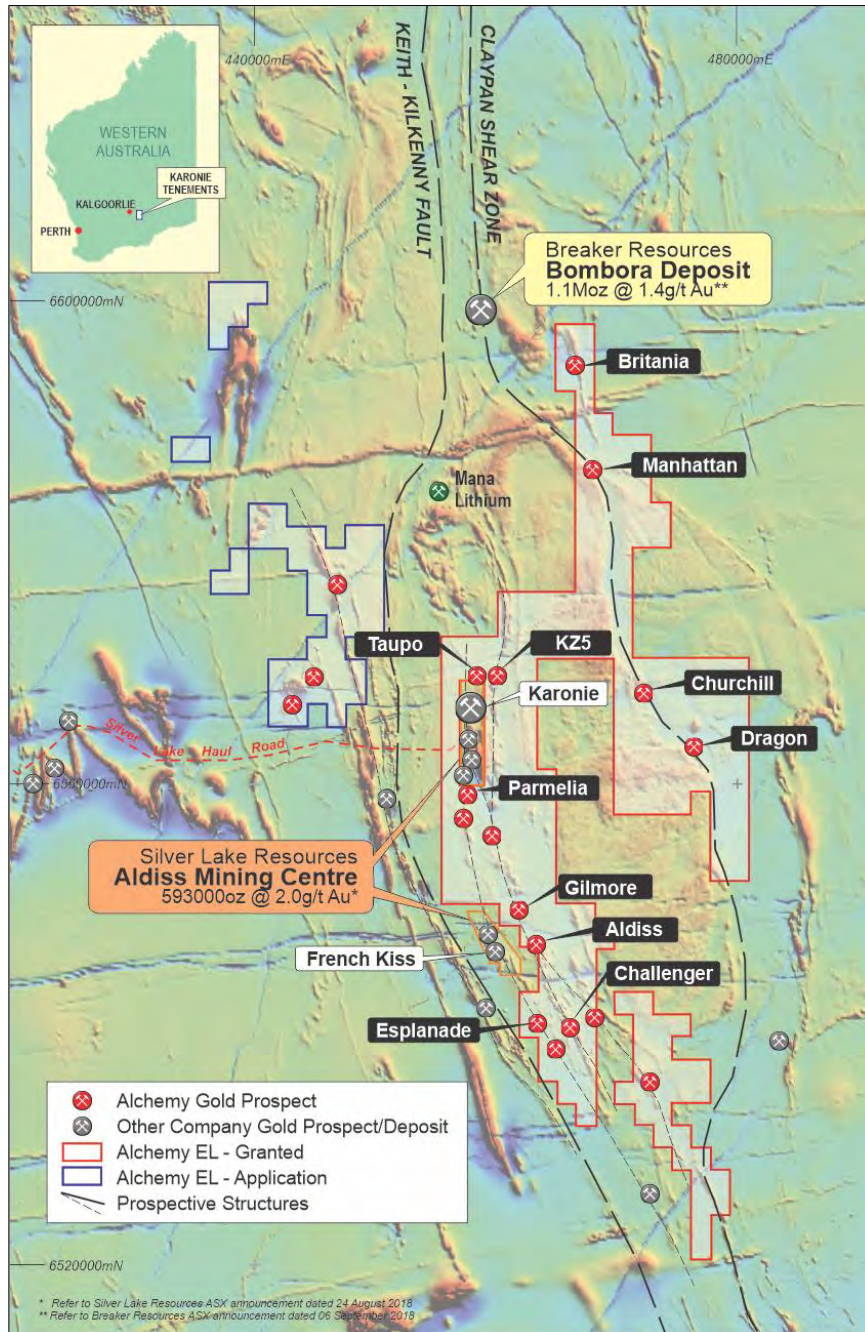 440000mE
480000mE
KEITH - KILKENNY FAULT
CLAYPAN SHEAR ZONE
WESTERN
AUSTRALIA
KARONIE
TENEMENTS
KALGOORLIE
PERTH
Breaker Resources
Bombora Deposit
1.1Moz @ 1.4g/t Au**
6600000mN
Britania
Manhattan
Mana
Lithium
Taupo
KZ5
Karonie
Churchill
Silver Lake Haul Road
Dragon
6560000mN
Parmelia
Silver Lake Resources
Aldiss Mining Centre
593000oz @ 2.0g/t Au*
Gilmore
Aldiss
French Kiss
Challenger
Esplanade
Alchemy Gold Prospect
Other Company Gold Prospect/Deposit
Alchemy EL - Granted
Alchemy EL - Application
Prospective Structures
6520000mN
* Refer to Silver Lake Resources ASX announcement dated 24 August 2018
** Refer to Breaker Resources ASX announcement dated 06 September 2018